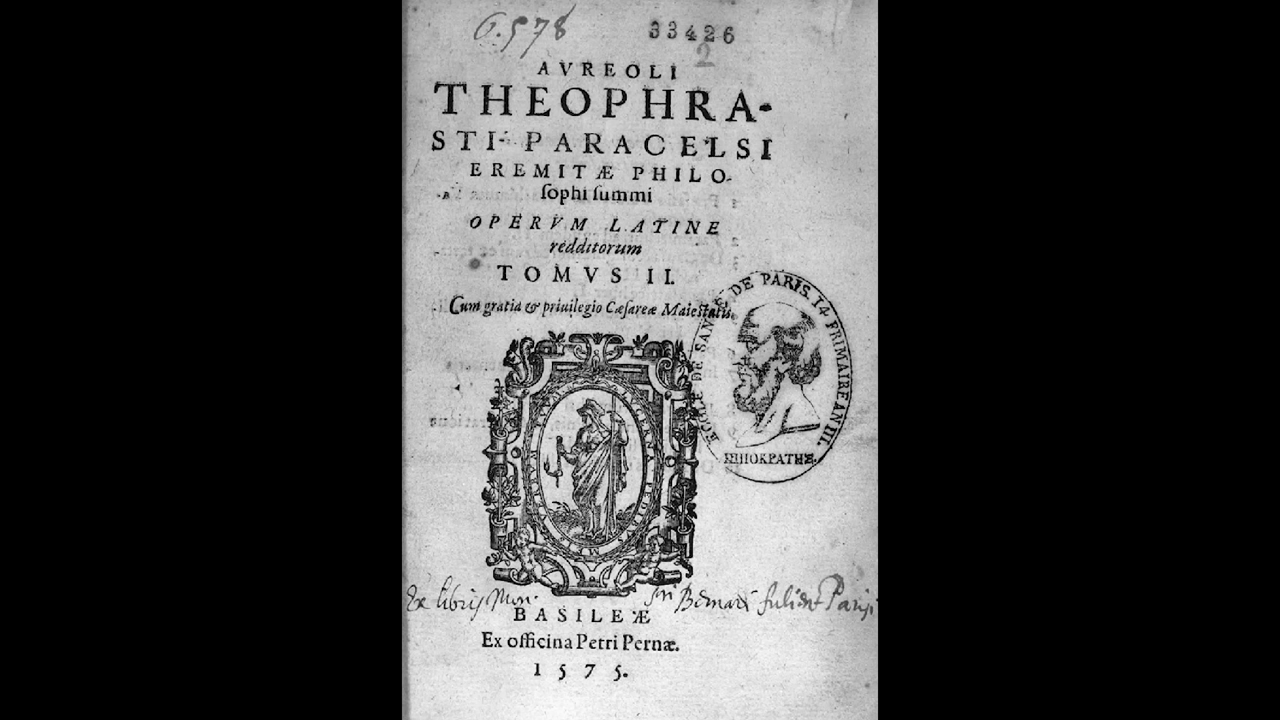 6.578
33426
2
AVREOLI
THEOPHRA-
STI PARACELSI
EREMITÆ PHILO-
ſophi ſummi
OPERVM LATINE
redditorum
TOMVS II.
Cum gratia & priuilegio Cæſareæ Maieſtatis.
ECOLE DE SANTÉ DE PARIS. 14 FRIMAIRE AN III.
ΙΠΠΟΚΡΑΤΗΣ.
Ex libris Mon.
BASILEÆ
Ex officina Petri Pernæ.
1575.